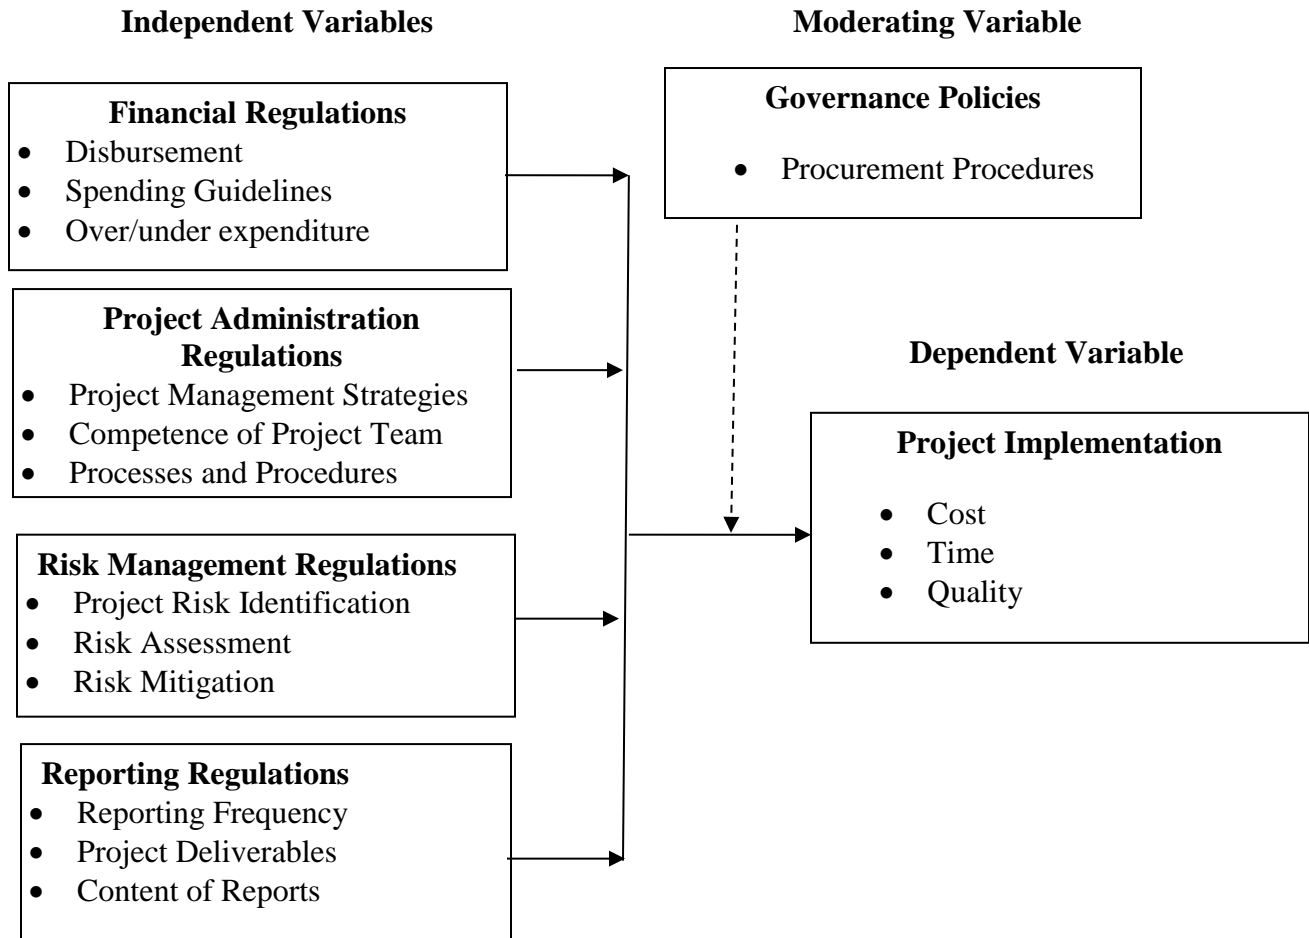 Independent Variables
Moderating Variable
Financial Regulations
• Disbursement
• Spending Guidelines
• Over/under expenditure
Governance Policies
• Procurement Procedures
Project Administration
Regulations
• Project Management Strategies
• Competence of Project Team
• Processes and Procedures
Dependent Variable
Project Implementation
• Cost
• Time
• Quality
Risk Management Regulations
• Project Risk Identification
• Risk Assessment
• Risk Mitigation
Reporting Regulations
• Reporting Frequency
• Project Deliverables
• Content of Reports